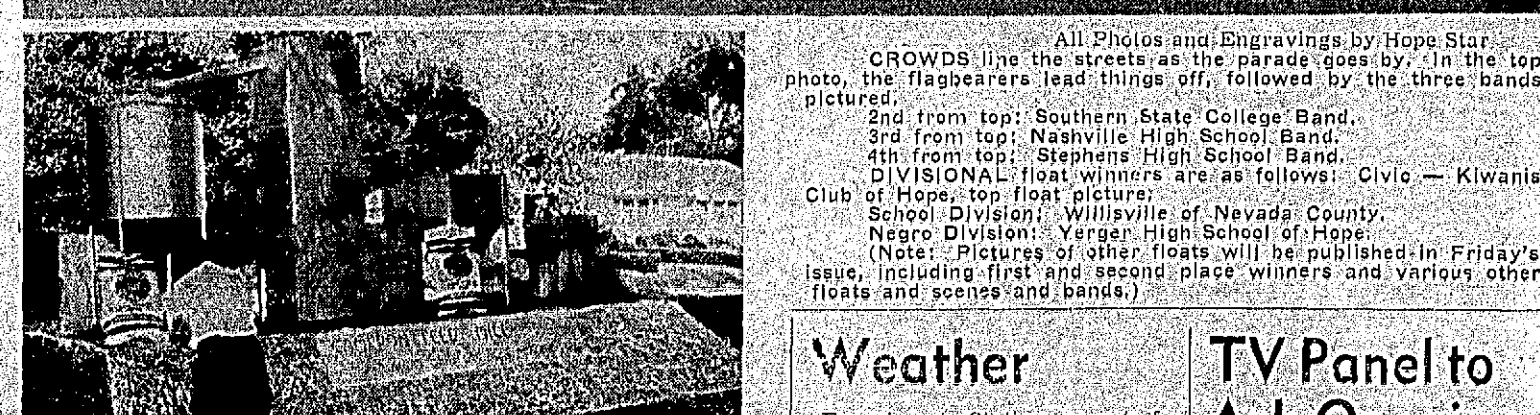 All Photos and Engravings by Hope Star
CROWDS line the streets as the parade goes by. In the top
photo, the flagbearers lead things off, followed by the three bands
pictured.
2nd from top: Southern State College Band.
3rd from top: Nashville High School Band.
4th from top: Stephens High School Band.
DIVISIONAL float winners are as follows: Civic — Kiwanis
Club of Hope, top float picture;
School Division: Willisville of Nevada County.
Negro Division: Yerger High School of Hope.
(Note: Pictures of other floats will be published in Friday's
issue, including first and second place winners and various other
floats and scenes and bands.)
Weather
TV Panel to